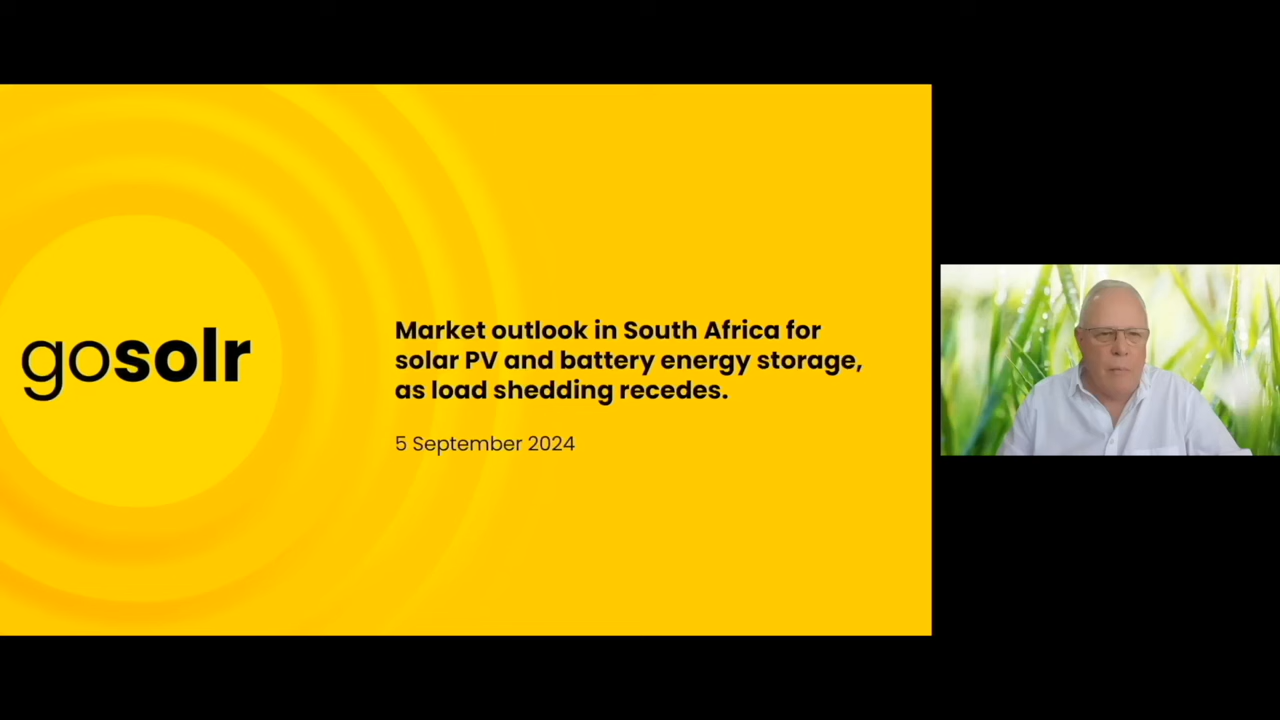 gosolr
Market outlook in South Africa for
solar PV and battery energy storage,
as load shedding recedes.
5 September 2024